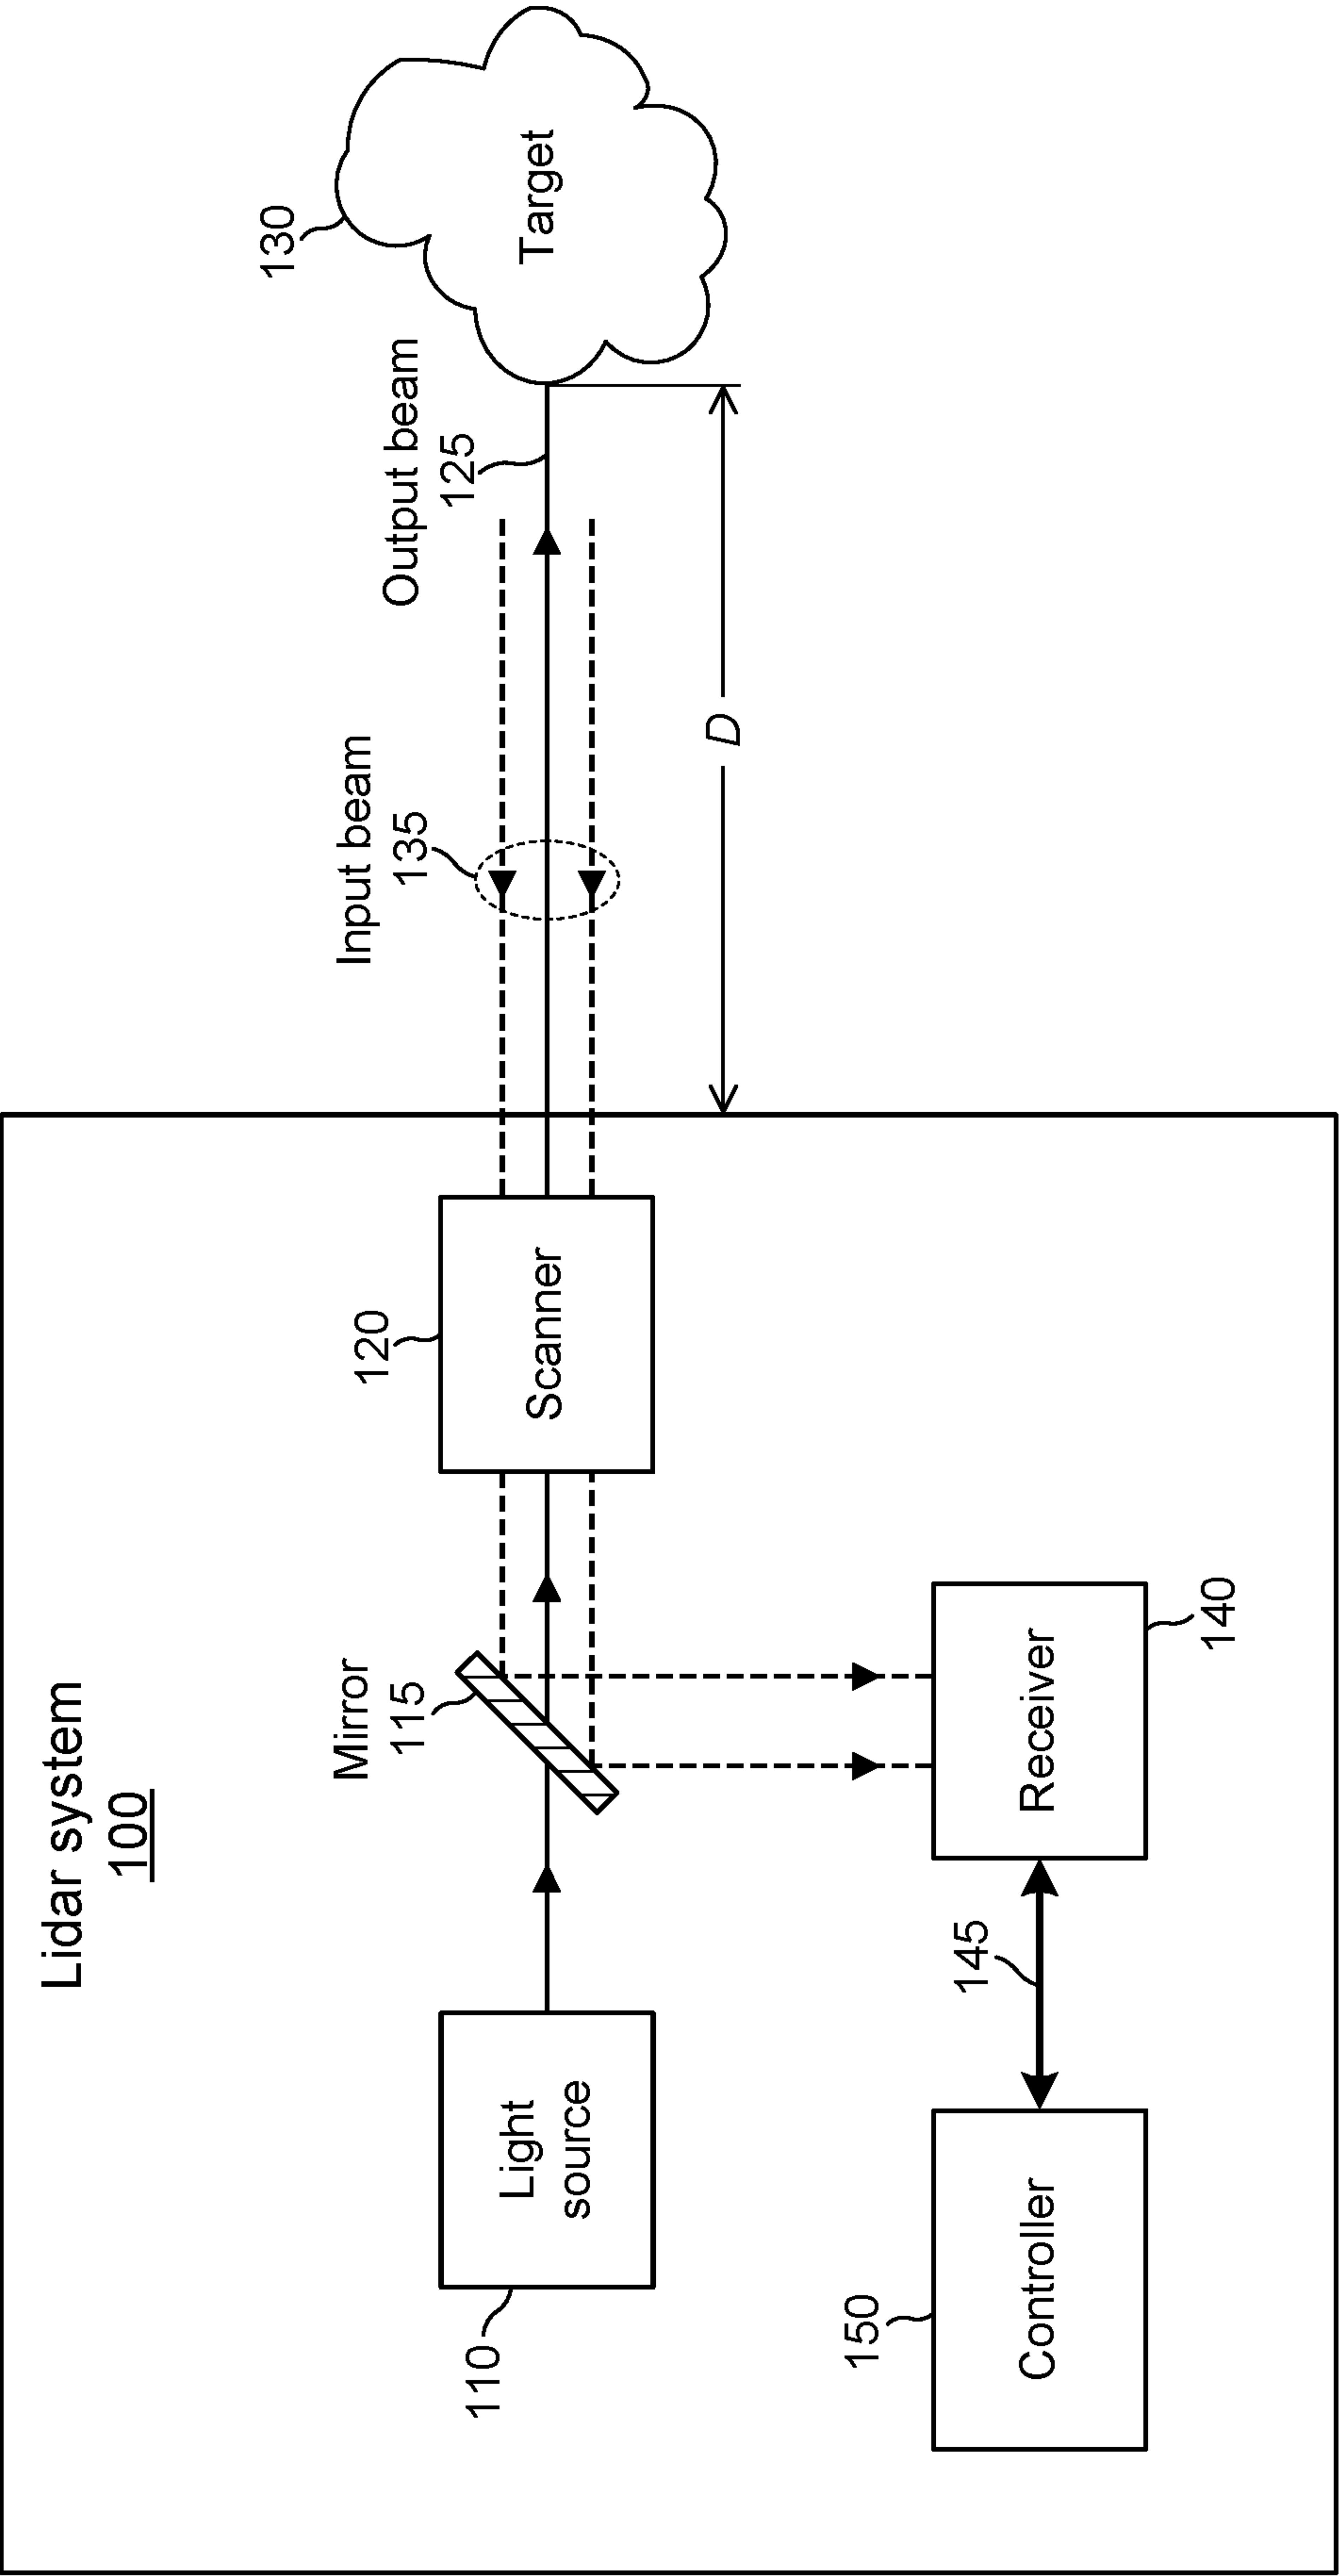 Lidar system
100
110
Light
source
Mirror
115
120
Scanner
Input beam
135
Output beam
125
130
Target
D
150
Controller
145
Receiver
140